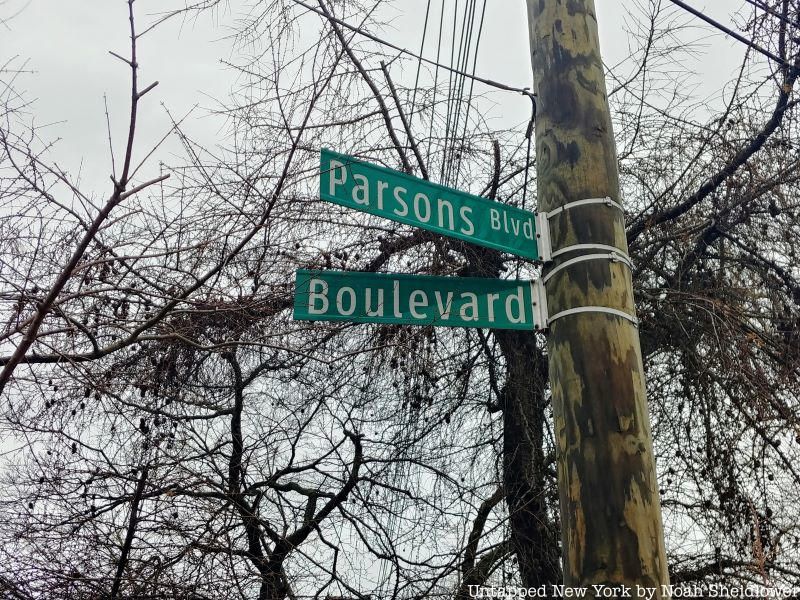 Parsons Blvd
Boulevard
Untapped New York by Noah Sheidlower